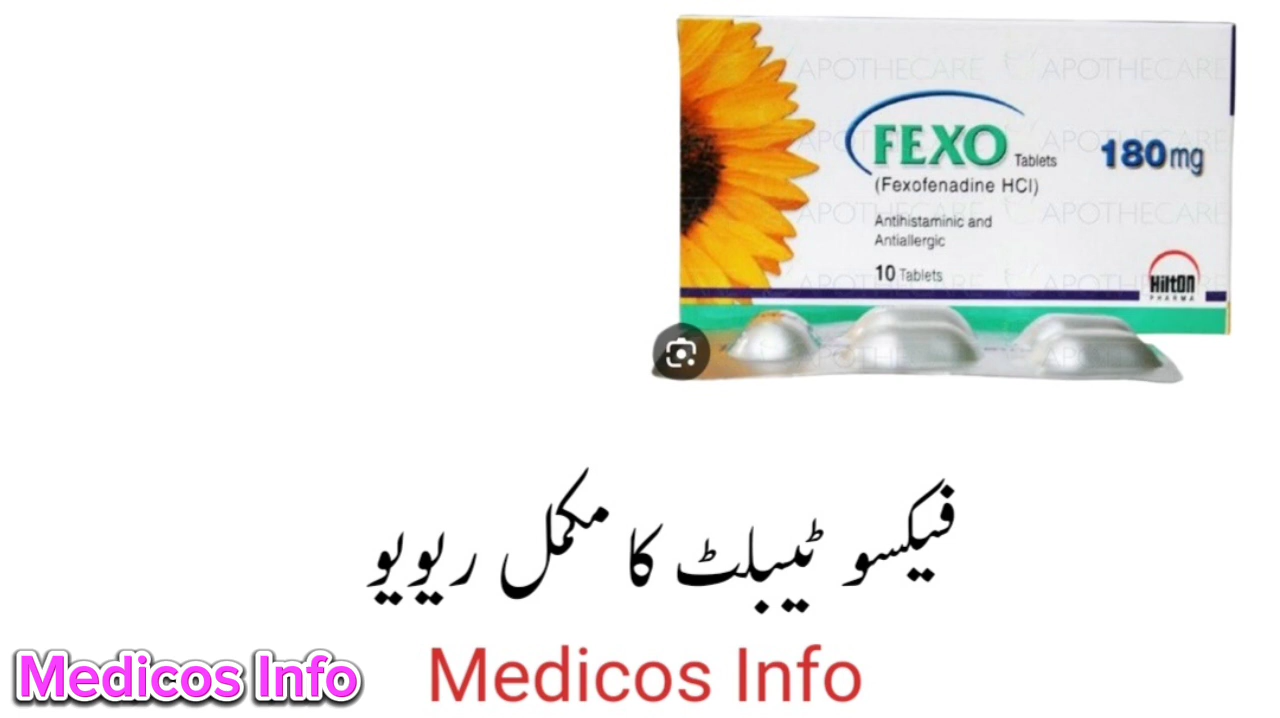 APOTHECARE APOTHECARE
FEXO Tablets 180mg
(Fexofenadine HCl)
Antihistaminic and
Antiallergic
10 Tablets
Hilton
PHARMA
فیکسو ٹیبلٹ کا مکمل ریویو
Medicos Info
Medicos Info